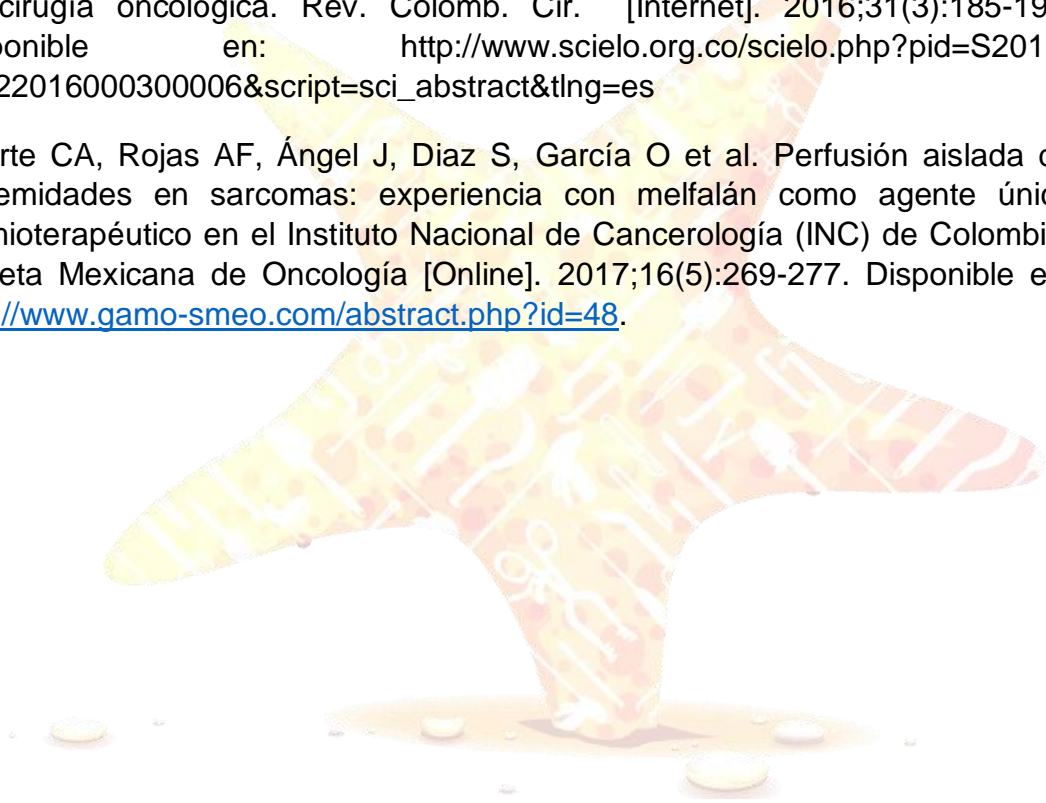 cirugía oncológica. Rev. Colomb. Cir. [Internet]. 2016;31(3):185-19
ponible en: http://www.scielo.org.co/scielo.php?pid=S201
22016000300006&script=sci_abstract&tlng=es
rte CA, Rojas AF, Ángel J, Diaz S, García O et al. Perfusión aislada
emidades en sarcomas: experiencia con melfalán como agente únic
nioterapéutico en el Instituto Nacional de Cancerología (INC) de Colombi
eta Mexicana de Oncología [Online]. 2017;16(5):269-277. Disponible e
://www.gamo-smeo.com/abstract.php?id=48.